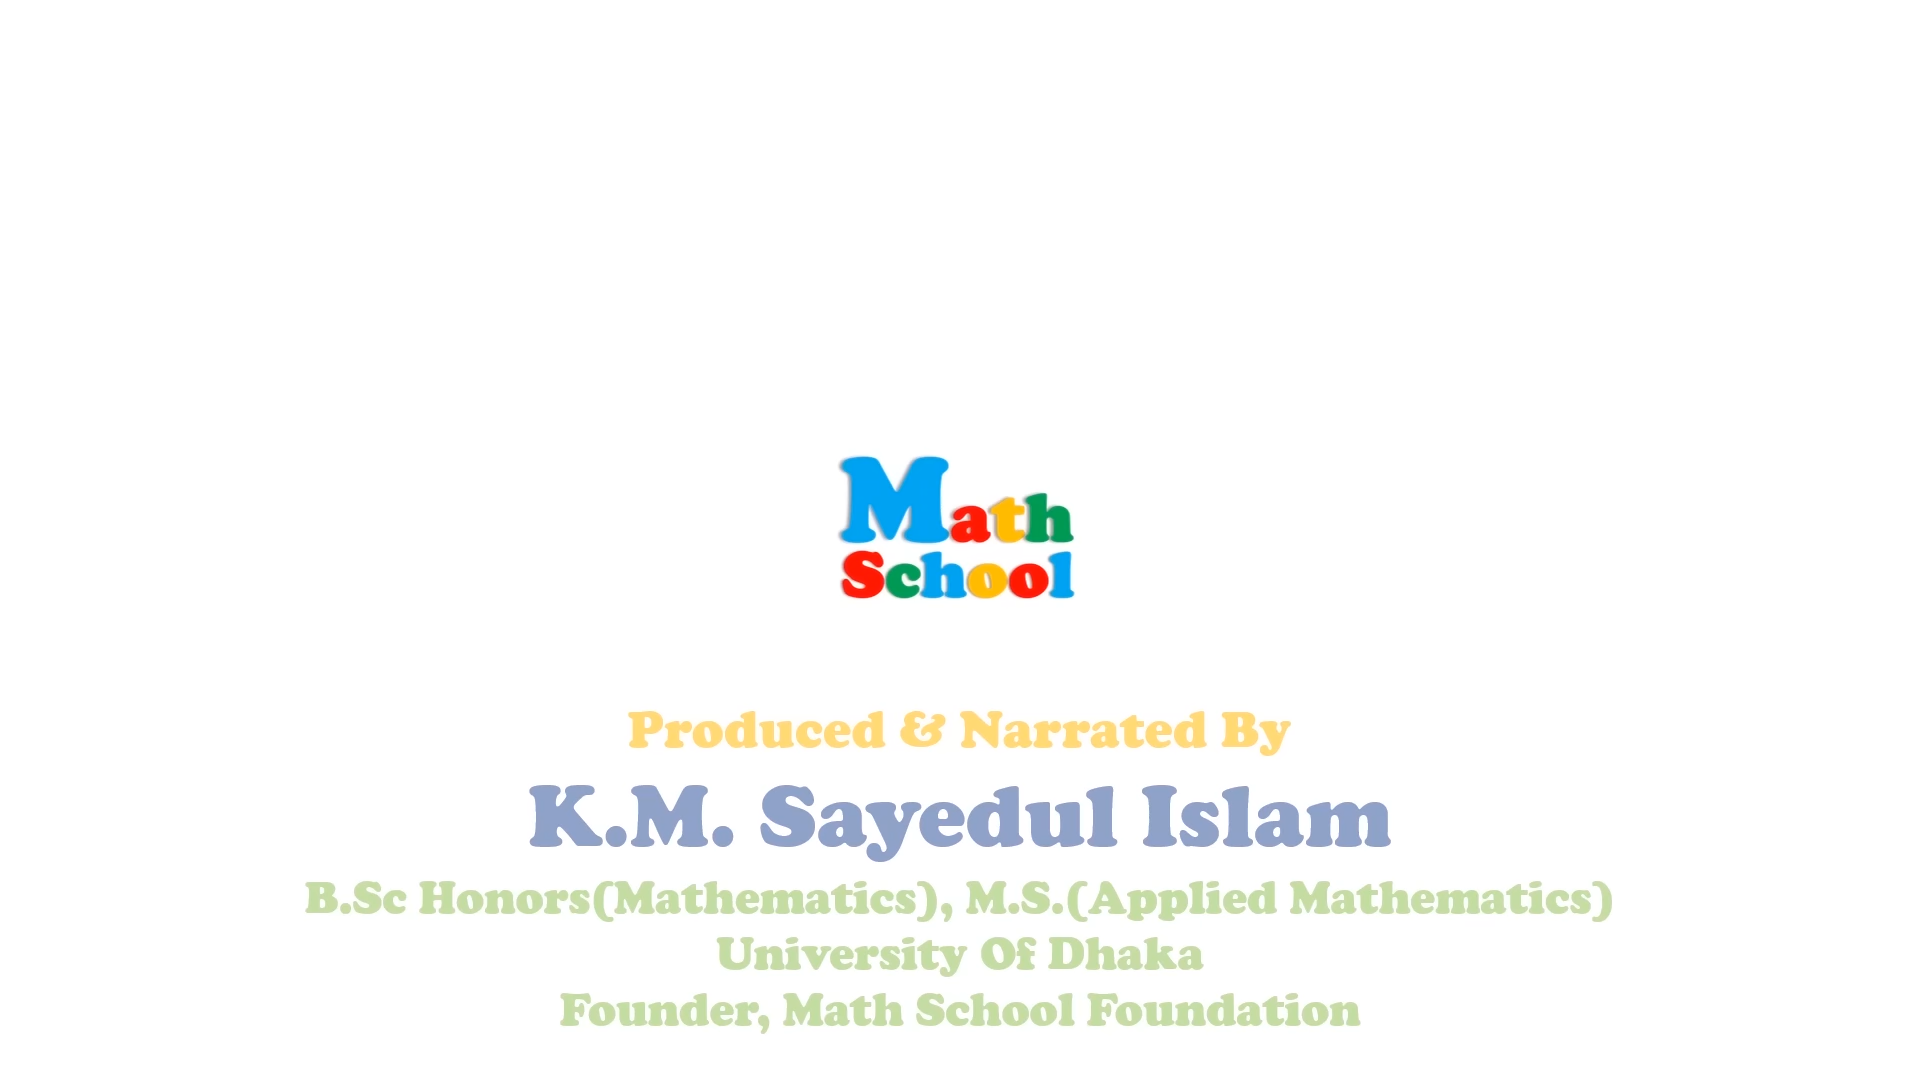 Math
School
Produced & Narrated By
K.M. Sayedul Islam
B.Sc Honors(Mathematics), M.S.(Applied Mathematics)
University Of Dhaka
Founder, Math School Foundation